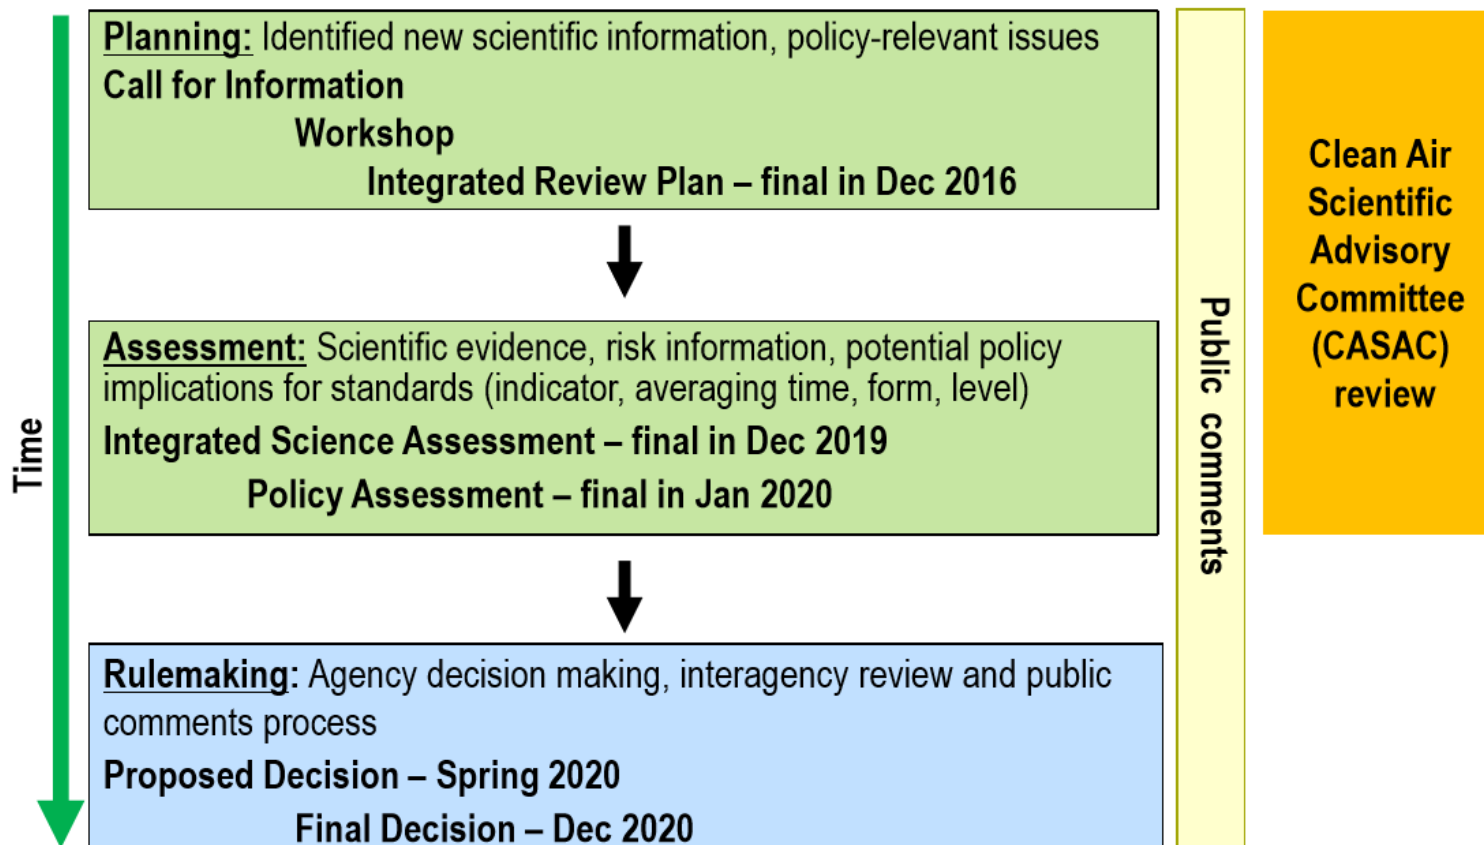 Planning: Identified new scientific information, policy-relevant issues
Call for Information
Workshop
Integrated Review Plan – final in Dec 2016
Assessment: Scientific evidence, risk information, potential policy
implications for standards (indicator, averaging time, form, level)
Integrated Science Assessment – final in Dec 2019
Policy Assessment – final in Jan 2020
Rulemaking: Agency decision making, interagency review and public
comments process
Proposed Decision – Spring 2020
Final Decision – Dec 2020
Time
Public comments
Clean Air
Scientific
Advisory
Committee
(CASAC)
review